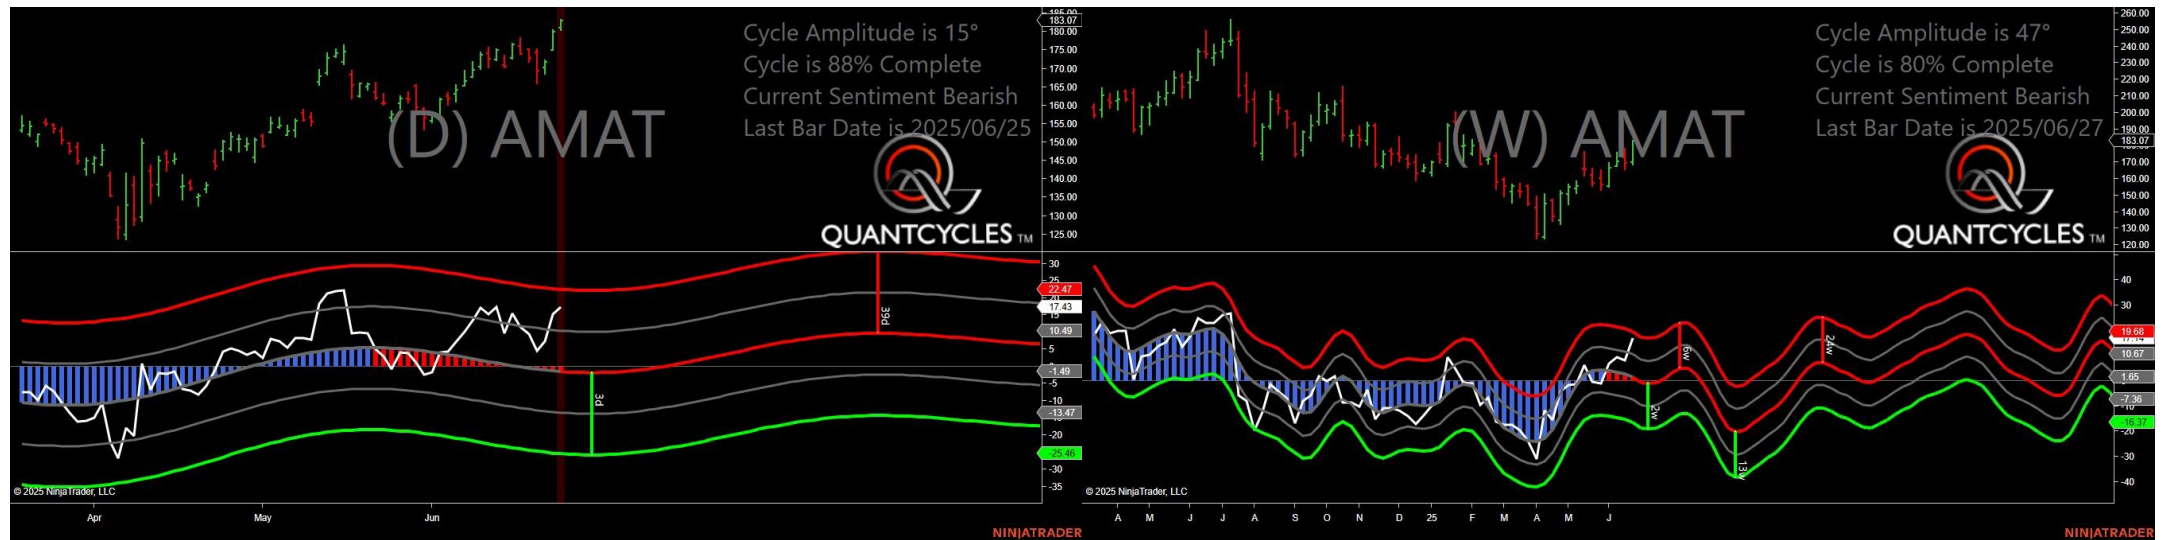 Cycle Amplitude is 15°
Cycle is 88% Complete
Current Sentiment Bearish
Last Bar Date is 2025/06/25
(D) AMAT
QUANTCYCLES TM
185.00
183.07
180.00
175.00
170.00
165.00
160.00
155.00
150.00
145.00
140.00
135.00
130.00
125.00
30
25
22.47
17.43
15
10.49
5
-1.49
-5
-10
-13.47
-20
-25.46
-30
-35
39d
3d
© 2025 NinjaTrader, LLC
Apr May Jun
NINJATRADER
Cycle Amplitude is 47°
Cycle is 80% Complete
Current Sentiment Bearish
Last Bar Date is 2025/06/27
(W) AMAT
QUANTCYCLES TM
260.00
250.00
240.00
230.00
220.00
210.00
200.00
190.00
183.07
170.00
160.00
150.00
140.00
130.00
120.00
40
30
19.68
10.67
1.65
-7.36
-16.37
-20
-30
-40
6w
24w
2w
© 2025 NinjaTrader, LLC
A M J J A S O N D 25 F M A M J
NINJATRADER